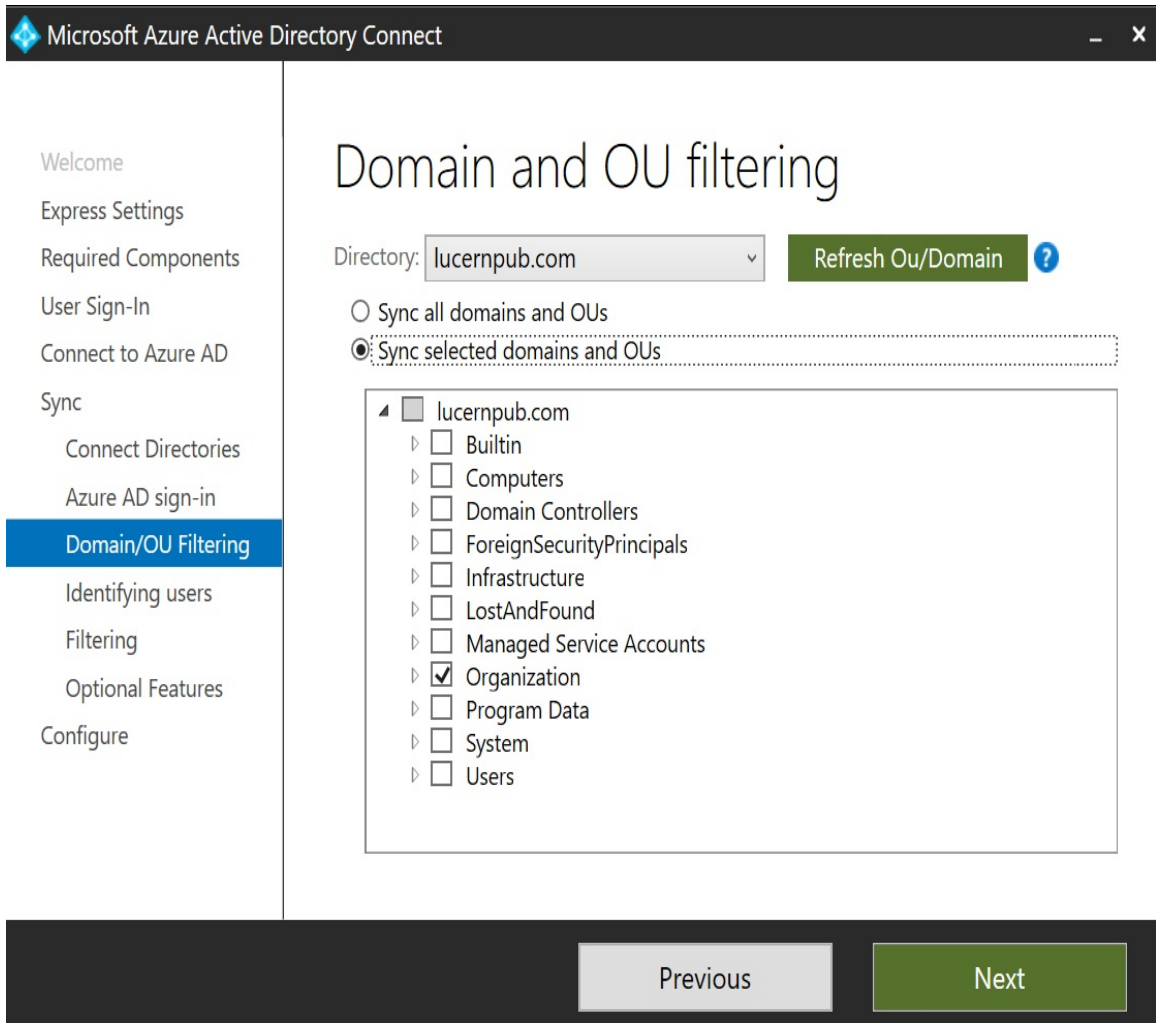 Microsoft Azure Active Directory Connect
Welcome
Express Settings
Required Components
User Sign-In
Connect to Azure AD
Sync
Connect Directories
Azure AD sign-in
Domain/OU Filtering
Identifying users
Filtering
Optional Features
Configure
Domain and OU filtering
Directory: lucernpub.com Refresh Ou/Domain ?
Sync all domains and OUs
Sync selected domains and OUs
lucernpub.com
Builtin
Computers
Domain Controllers
ForeignSecurityPrincipals
Infrastructure
LostAndFound
Managed Service Accounts
Organization
Program Data
System
Users
Previous Next